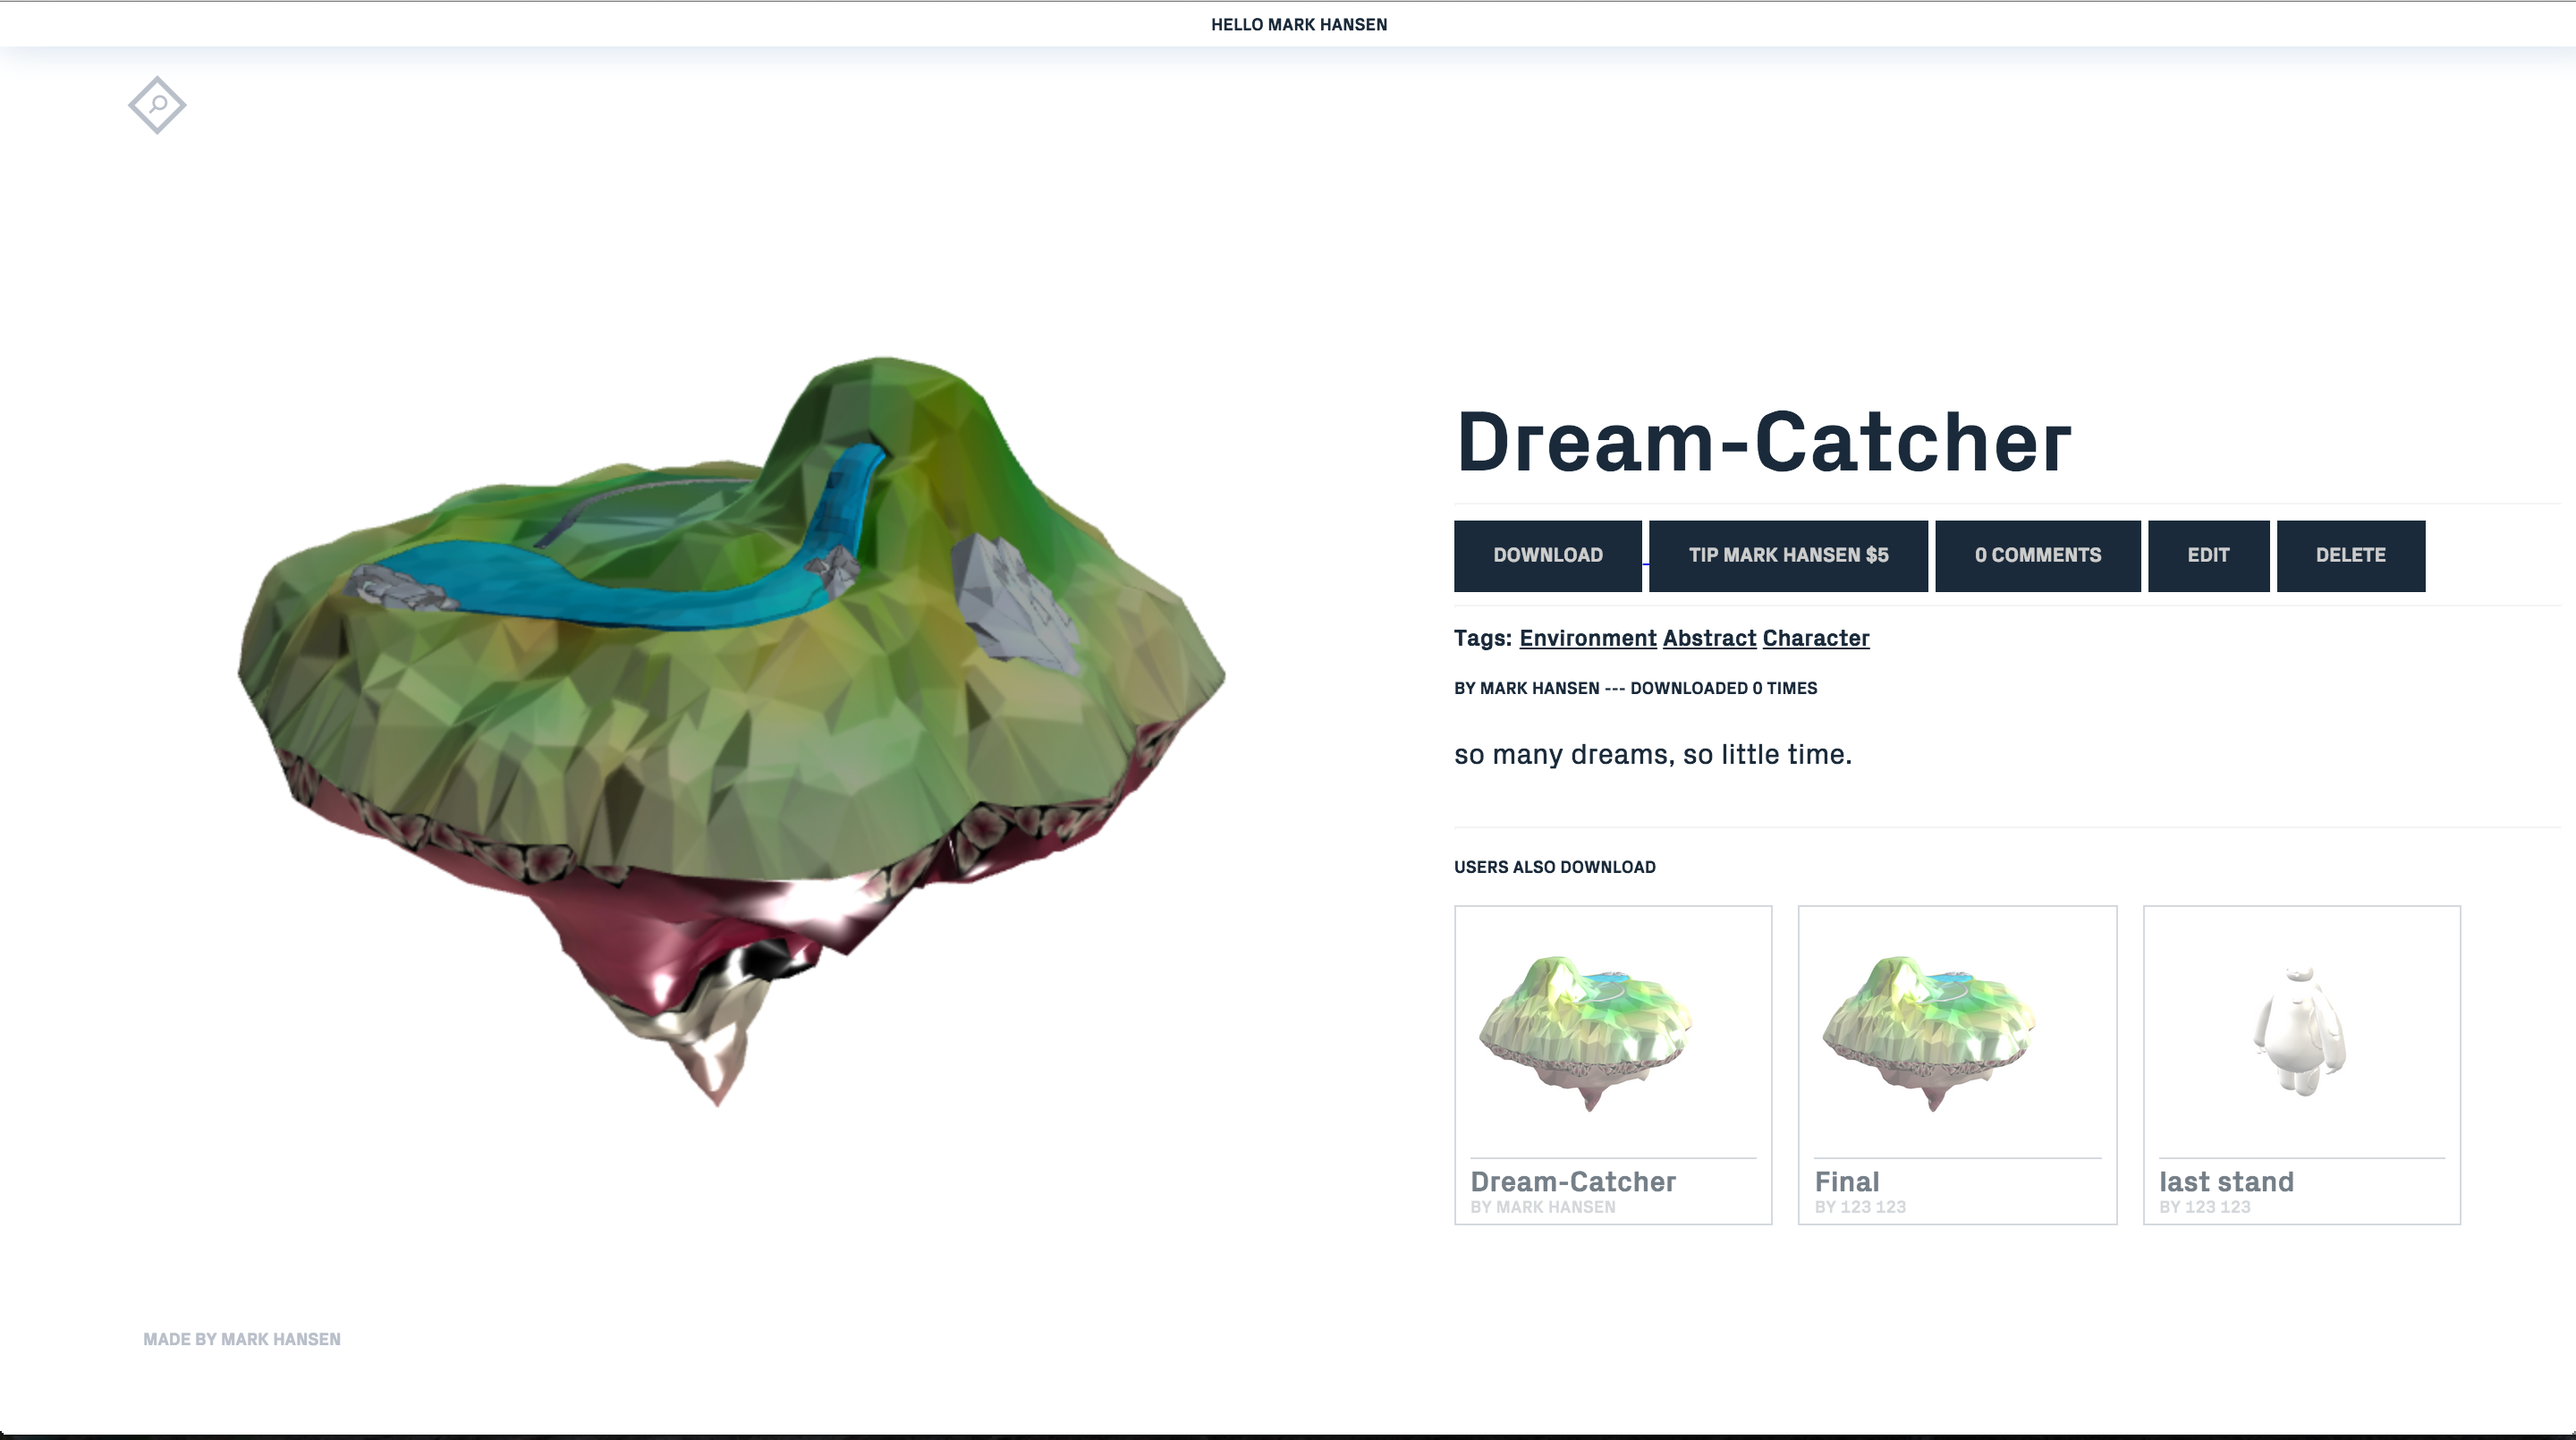 HELLO MARK HANSEN
Dream-Catcher
DOWNLOAD TIP MARK HANSEN $5 0 COMMENTS EDIT DELETE
Tags: Environment Abstract Character
BY MARK HANSEN --- DOWNLOADED 0 TIMES
so many dreams, so little time.
USERS ALSO DOWNLOAD
Dream-Catcher
BY MARK HANSEN
Final
BY 123 123
last stand
BY 123 123
MADE BY MARK HANSEN